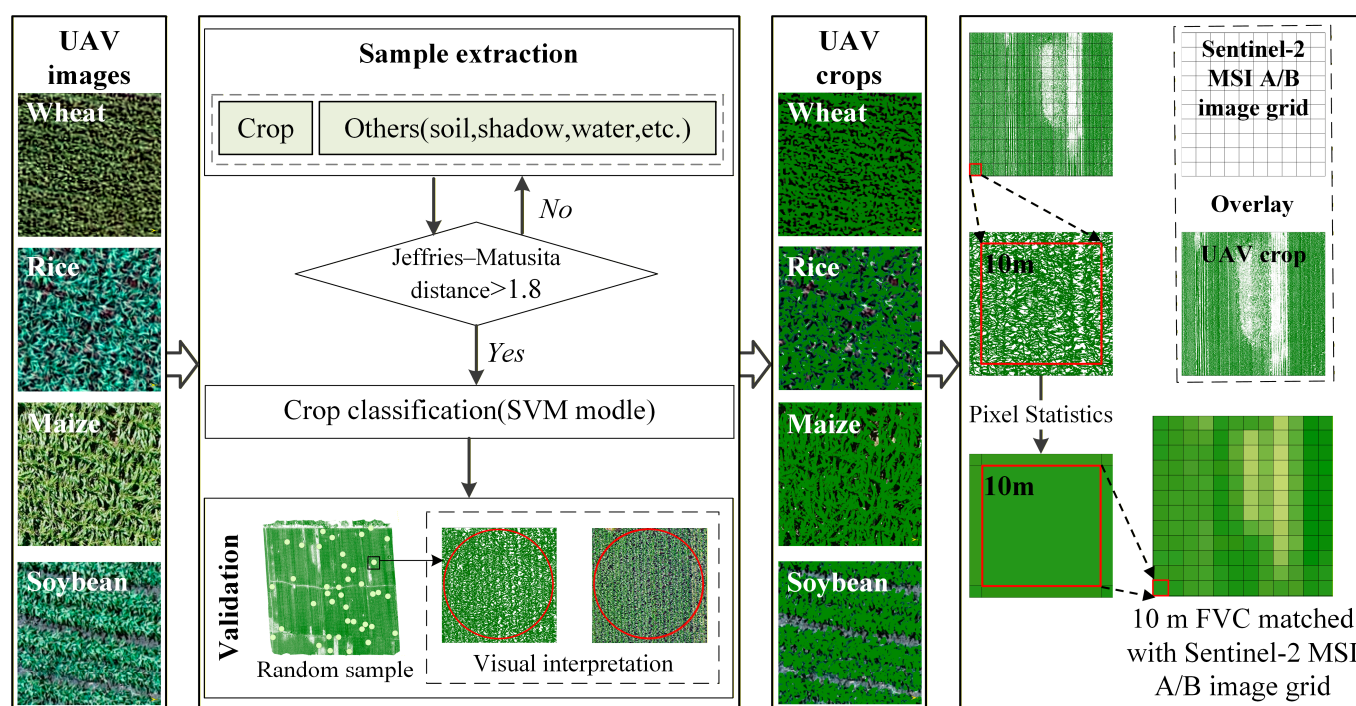 UAV
images
Wheat
Rice
Maize
Soybean
Sample extraction
Crop
Others(soil,shadow,water,etc.)
No
Jeffries–Matusita
distance>1.8
Yes
Crop classification(SVM modle)
Validation
Random sample
Visual interpretation
UAV
crops
Wheat
Rice
Maize
Soybean
Sentinel-2
MSI A/B
image grid
Overlay
UAV crop
10m
Pixel Statistics
10m
10 m FVC matched
with Sentinel-2 MSI
A/B image grid